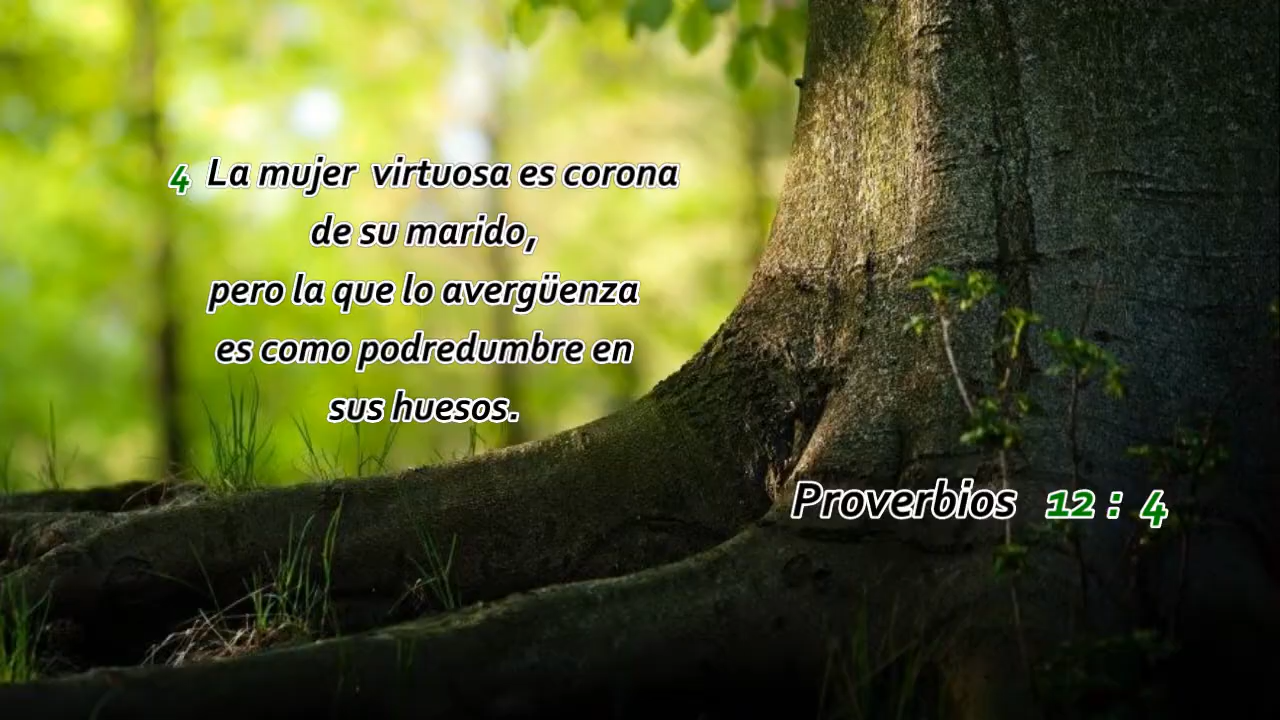 4 La mujer virtuosa es corona
de su marido,
pero la que lo avergüenza
es como podredumbre en
sus huesos.
Proverbios 12 : 4